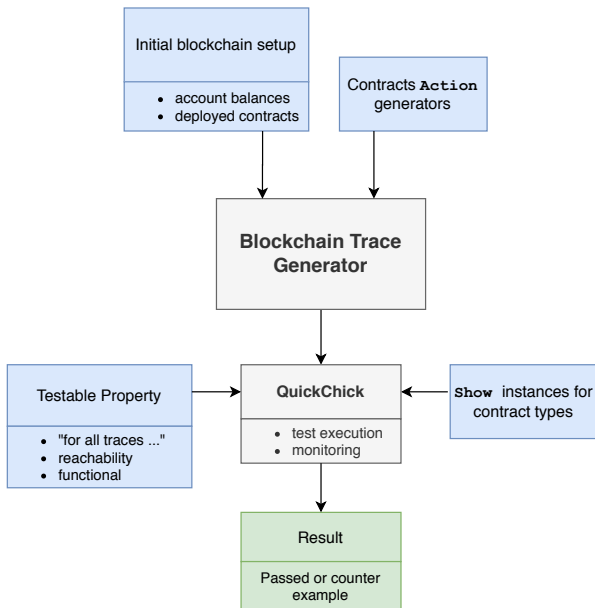 Initial blockchain setup
• account balances
• deployed contracts
Contracts Action
generators
Blockchain Trace
Generator
Testable Property
• "for all traces ..."
• reachability
• functional
QuickChick
• test execution
• monitoring
Show instances for
contract types
Result
Passed or counter
example